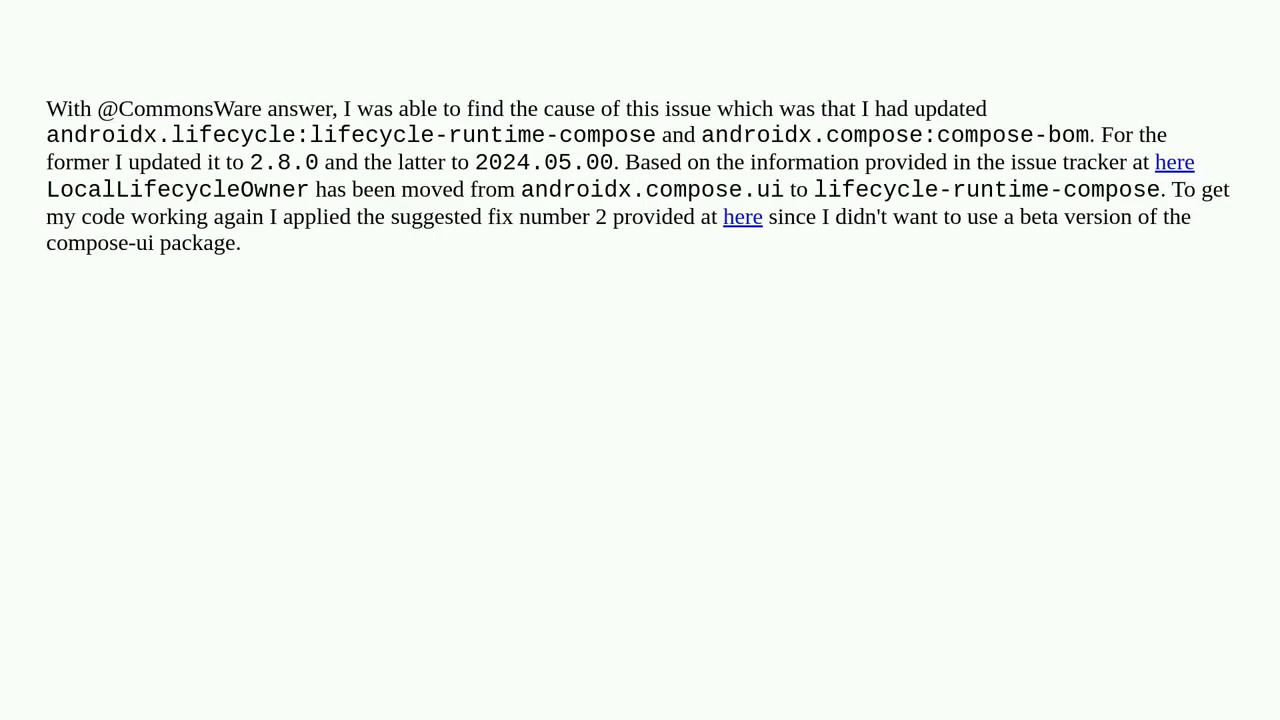 With @CommonsWare answer, I was able to find the cause of this issue which was that I had updated
androidx.lifecycle:lifecycle-runtime-compose and androidx.compose:compose-bom. For the
former I updated it to 2.8.0 and the latter to 2024.05.00. Based on the information provided in the issue tracker at here
LocalLifecycleOwner has been moved from androidx.compose.ui to lifecycle-runtime-compose. To get
my code working again I applied the suggested fix number 2 provided at here since I didn't want to use a beta version of the
compose-ui package.